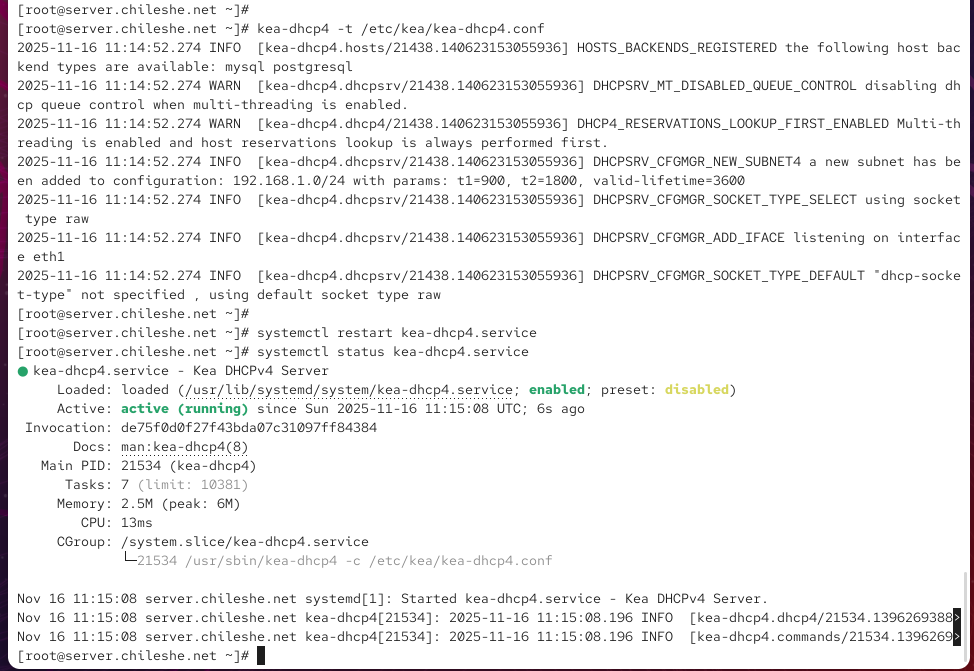 [root@server.chileshe.net ~]#
[root@server.chileshe.net ~]# kea-dhcp4 -t /etc/kea/kea-dhcp4.conf
2025-11-16 11:14:52.274 INFO  [kea-dhcp4.hosts/21438.140623153055936] HOSTS_BACKENDS_REGISTERED the following host bac
kend types are available: mysql postgresql
2025-11-16 11:14:52.274 WARN  [kea-dhcp4.dhcpsrv/21438.140623153055936] DHCPSRV_MT_DISABLED_QUEUE_CONTROL disabling dh
cp queue control when multi-threading is enabled.
2025-11-16 11:14:52.274 WARN  [kea-dhcp4.dhcp4/21438.140623153055936] DHCP4_RESERVATIONS_LOOKUP_FIRST_ENABLED Multi-th
reading is enabled and host reservations lookup is always performed first.
2025-11-16 11:14:52.274 INFO  [kea-dhcp4.dhcpsrv/21438.140623153055936] DHCPSRV_CFGMGR_NEW_SUBNET4 a new subnet has be
en added to configuration: 192.168.1.0/24 with params: t1=900, t2=1800, valid-lifetime=3600
2025-11-16 11:14:52.274 INFO  [kea-dhcp4.dhcpsrv/21438.140623153055936] DHCPSRV_CFGMGR_SOCKET_TYPE_SELECT using socket
 type raw
2025-11-16 11:14:52.274 INFO  [kea-dhcp4.dhcpsrv/21438.140623153055936] DHCPSRV_CFGMGR_ADD_IFACE listening on interfac
e eth1
2025-11-16 11:14:52.274 INFO  [kea-dhcp4.dhcpsrv/21438.140623153055936] DHCPSRV_CFGMGR_SOCKET_TYPE_DEFAULT "dhcp-socke
t-type" not specified , using default socket type raw
[root@server.chileshe.net ~]#
[root@server.chileshe.net ~]# systemctl restart kea-dhcp4.service
[root@server.chileshe.net ~]# systemctl status kea-dhcp4.service
● kea-dhcp4.service - Kea DHCPv4 Server
     Loaded: loaded (/usr/lib/systemd/system/kea-dhcp4.service; enabled; preset: disabled)
     Active: active (running) since Sun 2025-11-16 11:15:08 UTC; 6s ago
 Invocation: de75f0d0f27f43bda07c31097ff84384
       Docs: man:kea-dhcp4(8)
   Main PID: 21534 (kea-dhcp4)
      Tasks: 7 (limit: 10381)
     Memory: 2.5M (peak: 6M)
        CPU: 13ms
     CGroup: /system.slice/kea-dhcp4.service
             └─21534 /usr/sbin/kea-dhcp4 -c /etc/kea/kea-dhcp4.conf
Nov 16 11:15:08 server.chileshe.net systemd[1]: Started kea-dhcp4.service - Kea DHCPv4 Server.
Nov 16 11:15:08 server.chileshe.net kea-dhcp4[21534]: 2025-11-16 11:15:08.196 INFO  [kea-dhcp4.dhcp4/21534.1396269388>
Nov 16 11:15:08 server.chileshe.net kea-dhcp4[21534]: 2025-11-16 11:15:08.196 INFO  [kea-dhcp4.commands/21534.1396269>
[root@server.chileshe.net ~]#